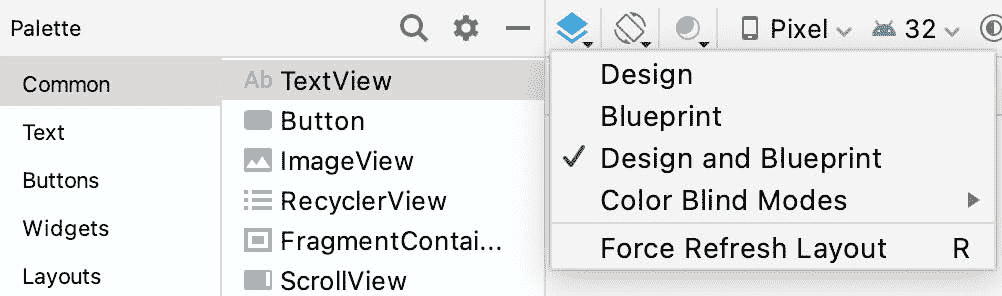 Palette
Pixel
32
Common
Text
Buttons
Widgets
Layouts
Ab TextView
Button
ImageView
RecyclerView
FragmentContai...
ScrollView
Design
Blueprint
Design and Blueprint
Color Blind Modes
Force Refresh Layout R